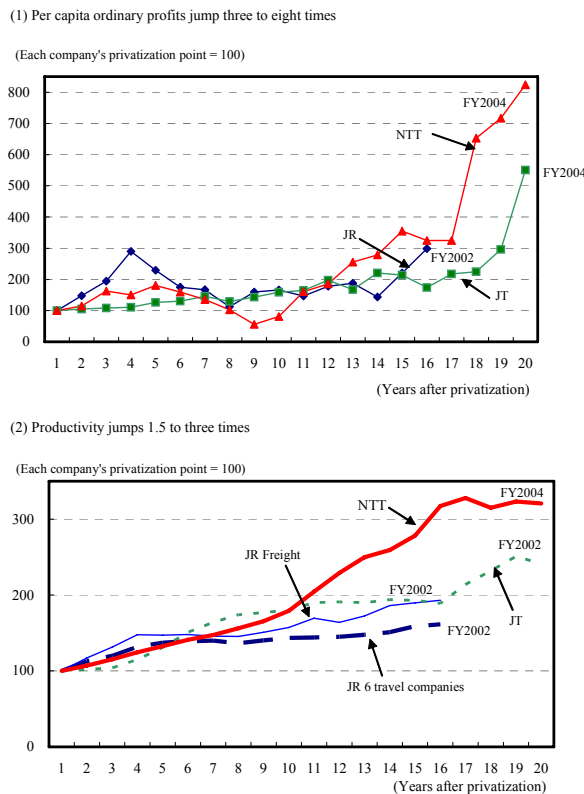 (1) Per capita ordinary profits jump three to eight times
(Each company's privatization point = 100)
800
700
600
500
400
300
200
100
0
FY2004
NTT
FY2004
JR
FY2002
JT
1 2 3 4 5 6 7 8 9 10 11 12 13 14 15 16 17 18 19 20
(Years after privatization)
(2) Productivity jumps 1.5 to three times
(Each company's privatization point = 100)
300
200
100
0
FY2004
NTT
FY2002
JR Freight
FY2002
JT
FY2002
JR 6 travel companies
1 2 3 4 5 6 7 8 9 10 11 12 13 14 15 16 17 18 19 20
(Years after privatization)